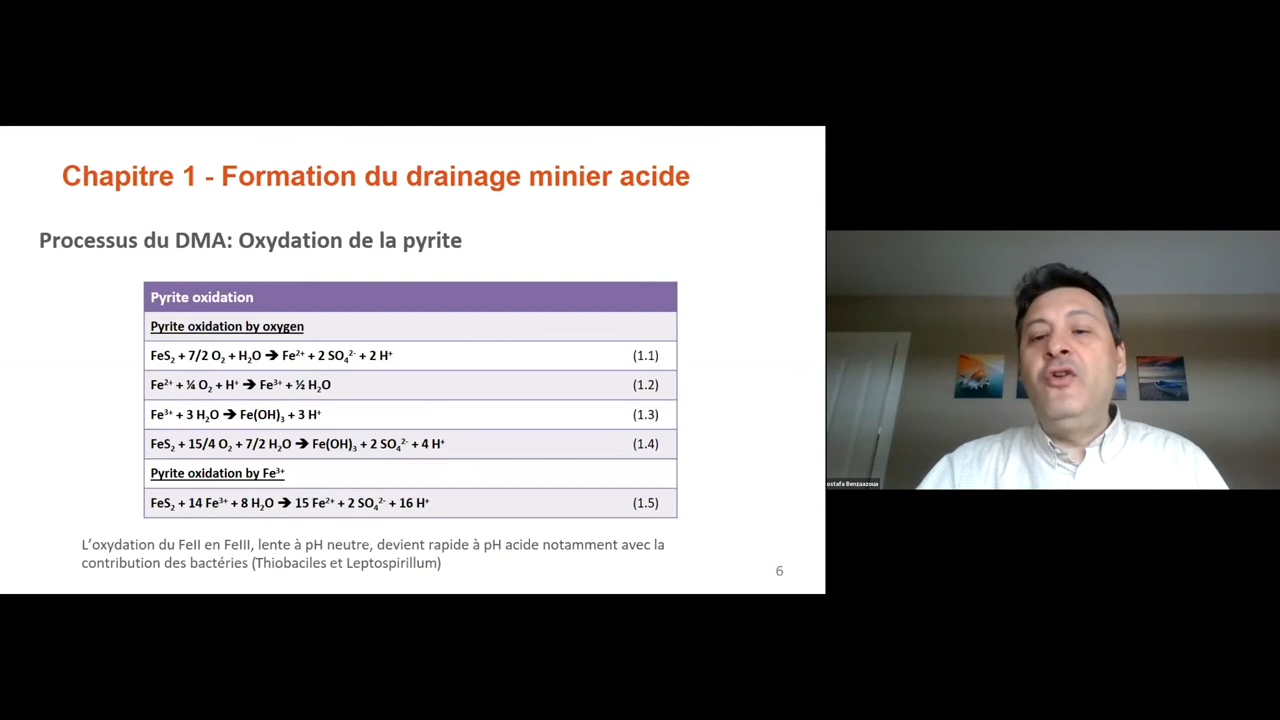 Chapitre 1 - Formation du drainage minier acide
Processus du DMA: Oxydation de la pyrite
Pyrite oxidation
Pyrite oxidation by oxygen
FeS₂ + 7/2 O₂ + H₂O ➔ Fe²⁺ + 2 SO₄²⁻ + 2 H⁺ (1.1)
Fe²⁺ + ¼ O₂ + H⁺ ➔ Fe³⁺ + ½ H₂O (1.2)
Fe³⁺ + 3 H₂O ➔ Fe(OH)₃ + 3 H⁺ (1.3)
FeS₂ + 15/4 O₂ + 7/2 H₂O ➔ Fe(OH)₃ + 2 SO₄²⁻ + 4 H⁺ (1.4)
Pyrite oxidation by Fe³⁺
FeS₂ + 14 Fe³⁺ + 8 H₂O ➔ 15 Fe²⁺ + 2 SO₄²⁻ + 16 H⁺ (1.5)
L’oxydation du FeII en FeIII, lente à pH neutre, devient rapide à pH acide notamment avec la
contribution des bactéries (Thiobaciles et Leptospirillum)
6
ostafa Benzaazoua